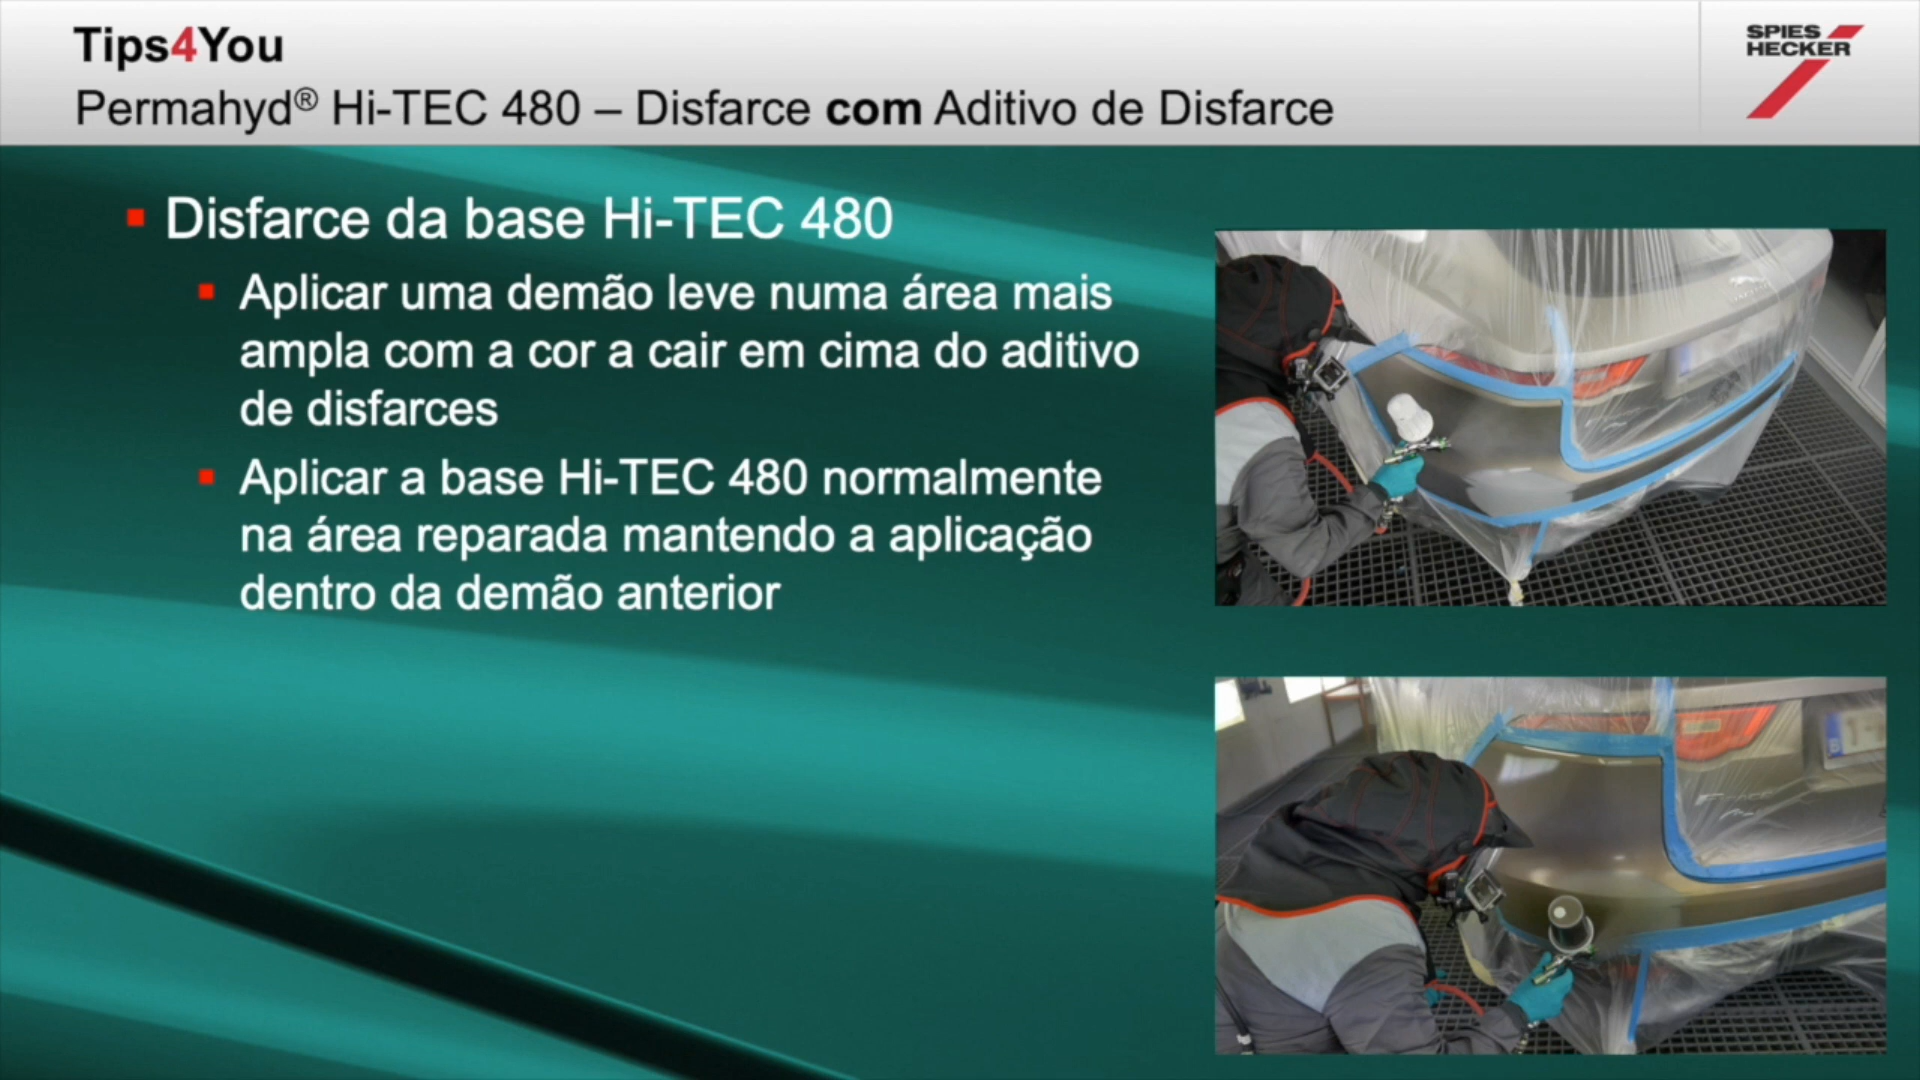 Tips4You
SPIES
HECKER
Permahyd® Hi-TEC 480 – Disfarce com Aditivo de Disfarce
Disfarce da base Hi-TEC 480
Aplicar uma demão leve numa área mais
ampla com a cor a cair em cima do aditivo
de disfarces
Aplicar a base Hi-TEC 480 normalmente
na área reparada mantendo a aplicação
dentro da demão anterior